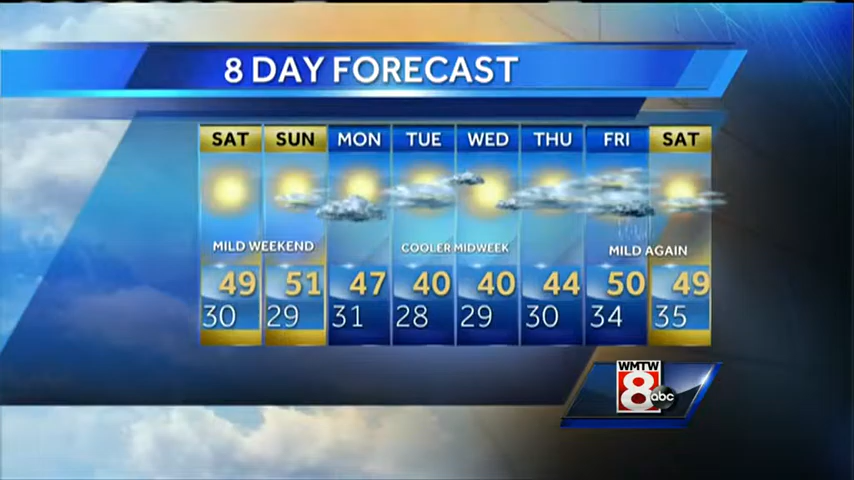 8 DAY FORECAST
SAT SUN MON TUE WED THU FRI SAT
MILD WEEKEND COOLER MIDWEEK MILD AGAIN
49 51 47 40 40 44 50 49
30 29 31 28 29 30 34 35
WMTW
8 abc